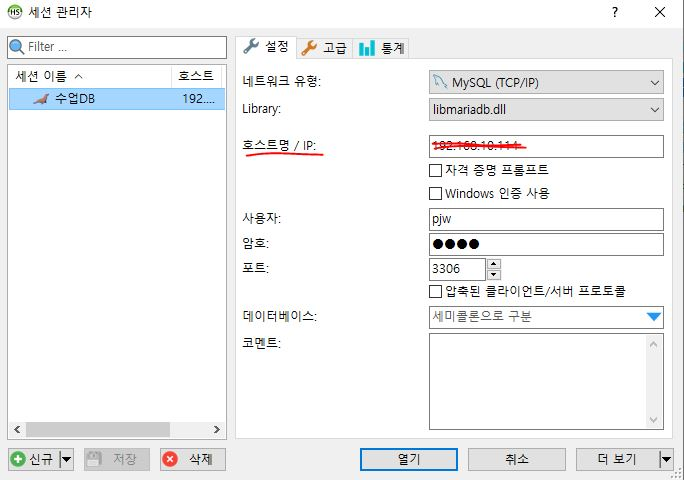 HS 세션 관리자
Filter ...
세션 이름 호스트
수업DB 192....
설정 고급 통계
네트워크 유형: MySQL (TCP/IP)
Library: libmariadb.dll
호스트명 / IP:
자격 증명 프롬프트
Windows 인증 사용
사용자: pjw
암호: ●●●●
포트: 3306
압축된 클라이언트/서버 프로토콜
데이터베이스: 세미콜론으로 구분
코멘트:
신규 저장 삭제 열기 취소 더 보기